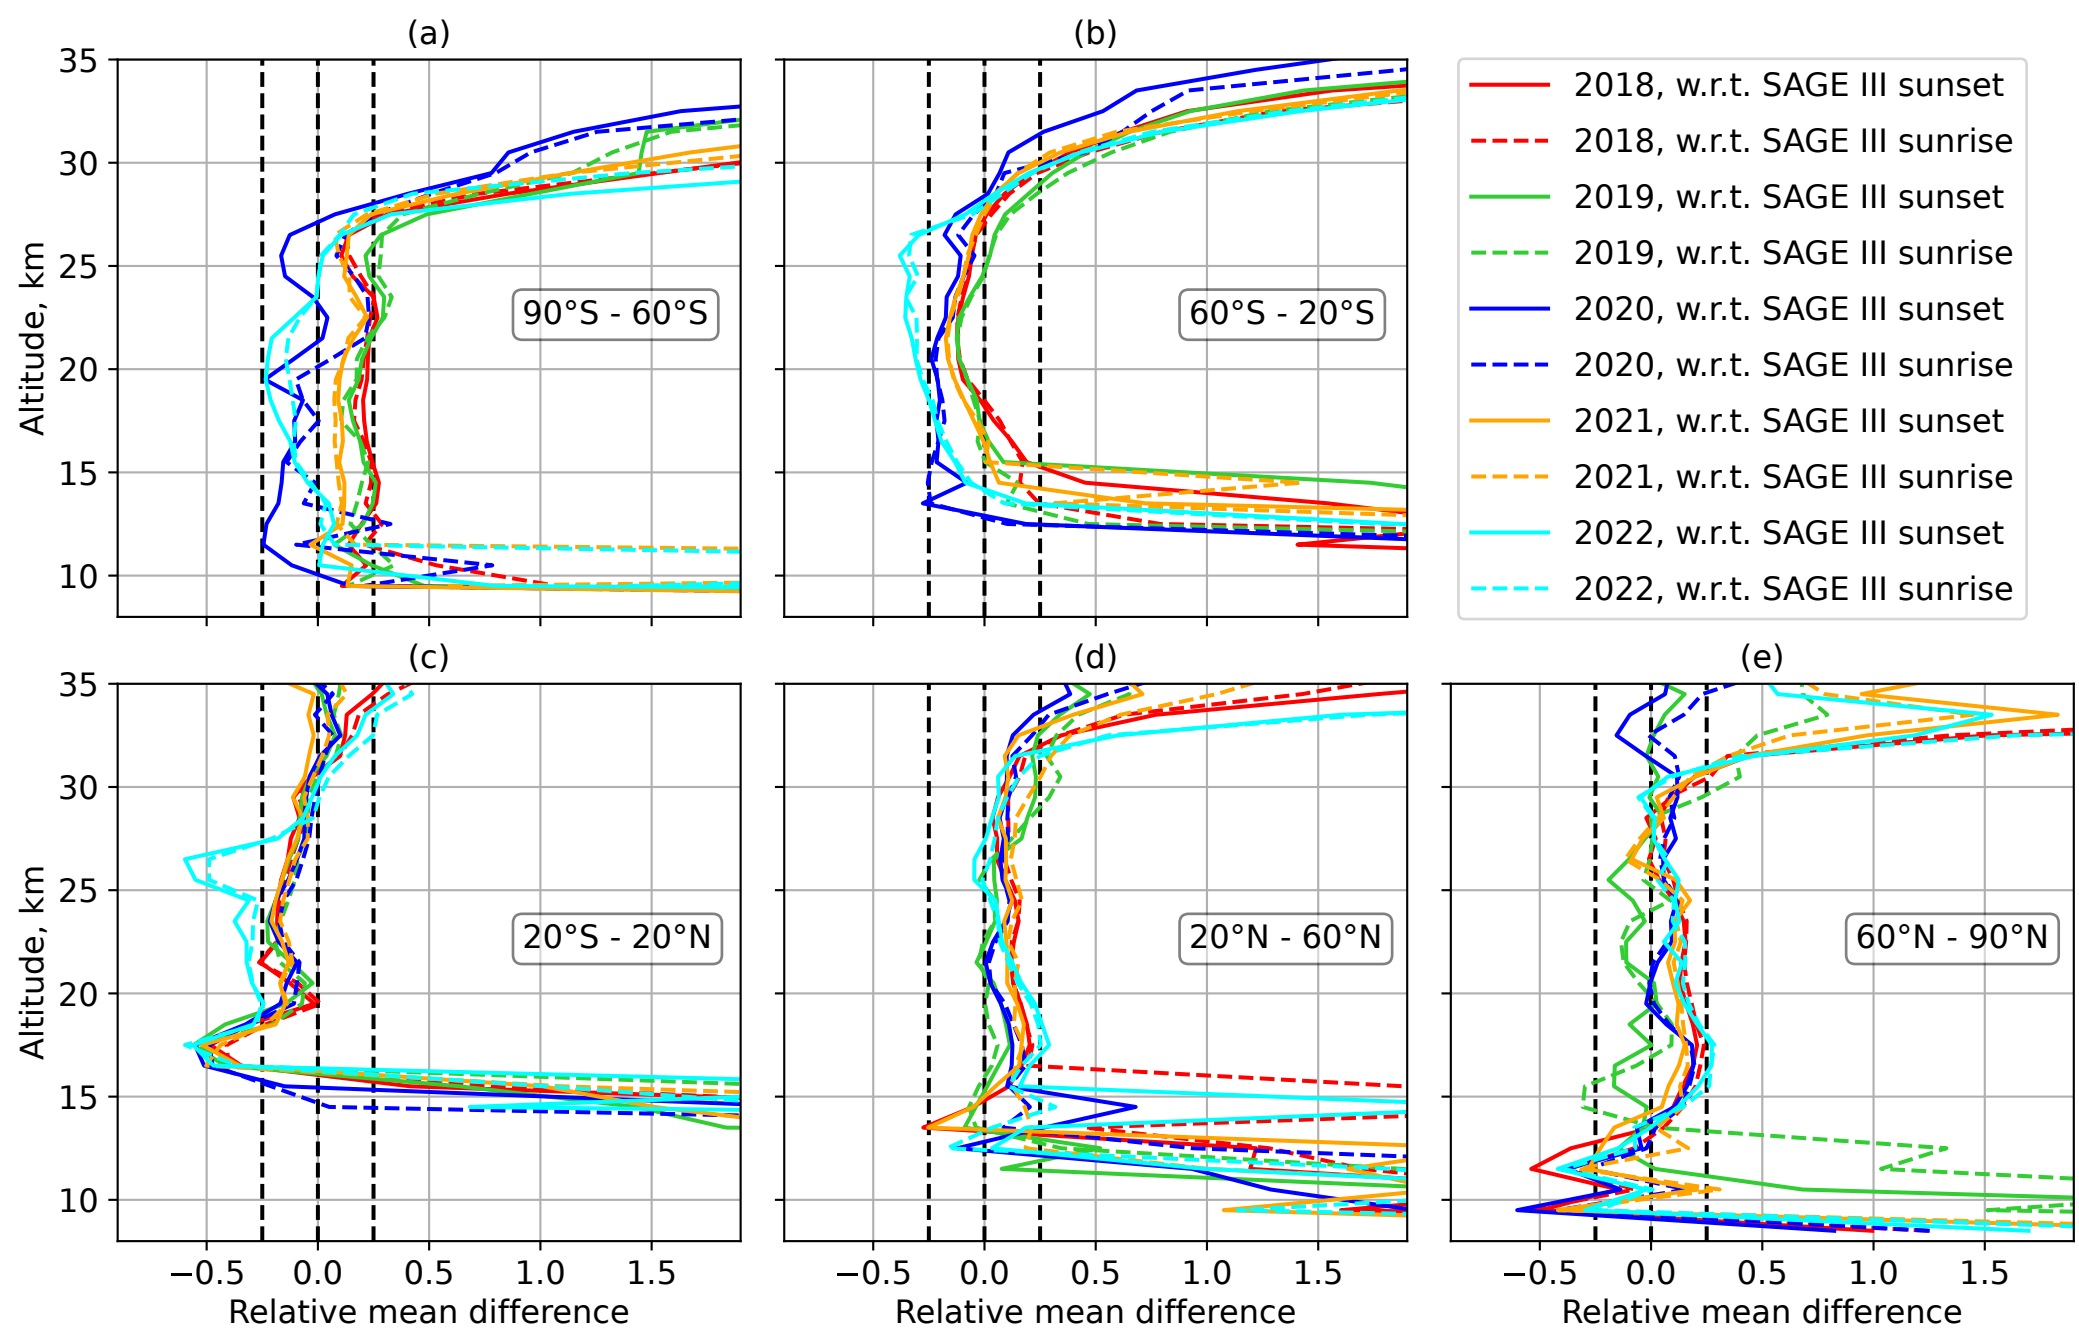 (a)
(b)
35
30
25
20
15
10
Altitude, km
90°S - 60°S
60°S - 20°S
2018, w.r.t. SAGE III sunset
2018, w.r.t. SAGE III sunrise
2019, w.r.t. SAGE III sunset
2019, w.r.t. SAGE III sunrise
2020, w.r.t. SAGE III sunset
2020, w.r.t. SAGE III sunrise
2021, w.r.t. SAGE III sunset
2021, w.r.t. SAGE III sunrise
2022, w.r.t. SAGE III sunset
2022, w.r.t. SAGE III sunrise
(c)
(d)
(e)
35
30
25
20
15
10
Altitude, km
20°S - 20°N
20°N - 60°N
60°N - 90°N
−0.5 0.0 0.5 1.0 1.5
−0.5 0.0 0.5 1.0 1.5
−0.5 0.0 0.5 1.0 1.5
Relative mean difference
Relative mean difference
Relative mean difference